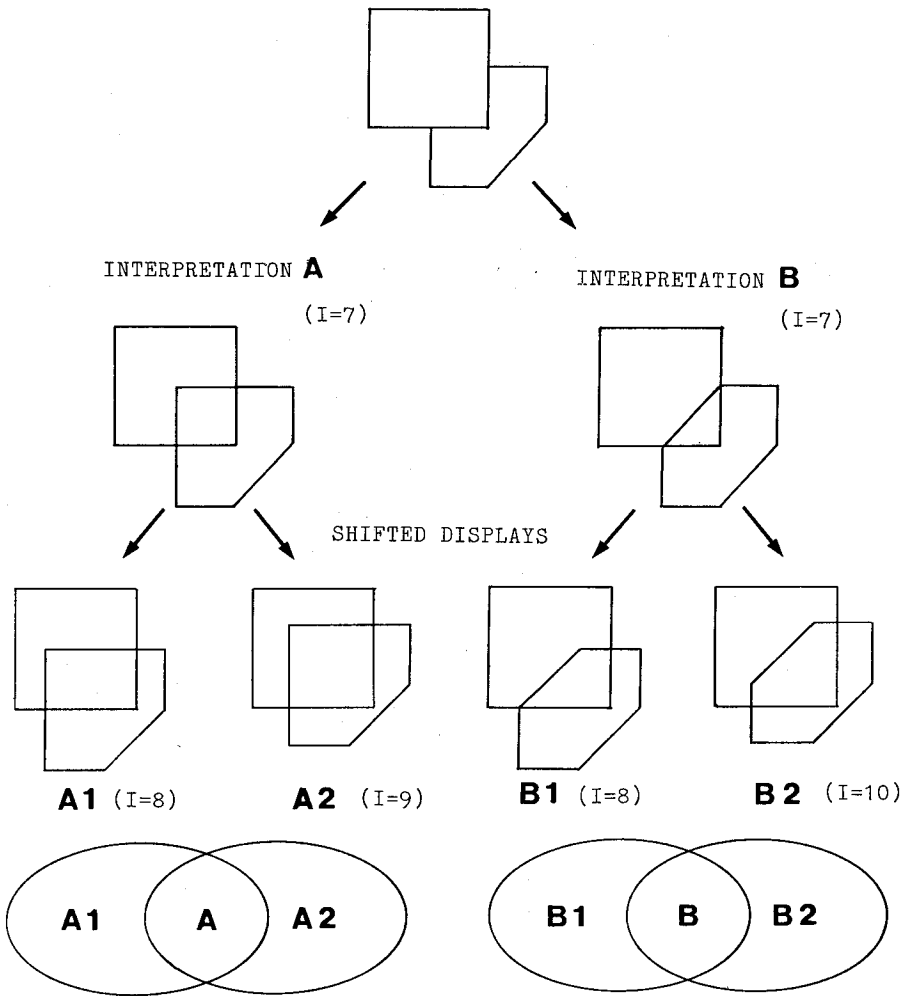 INTERPRETATION A
(I=7)
INTERPRETATION B
(I=7)
SHIFTED DISPLAYS
A1 (I=8)
A2 (I=9)
B1 (I=8)
B2 (I=10)
A1 A A2
B1 B B2